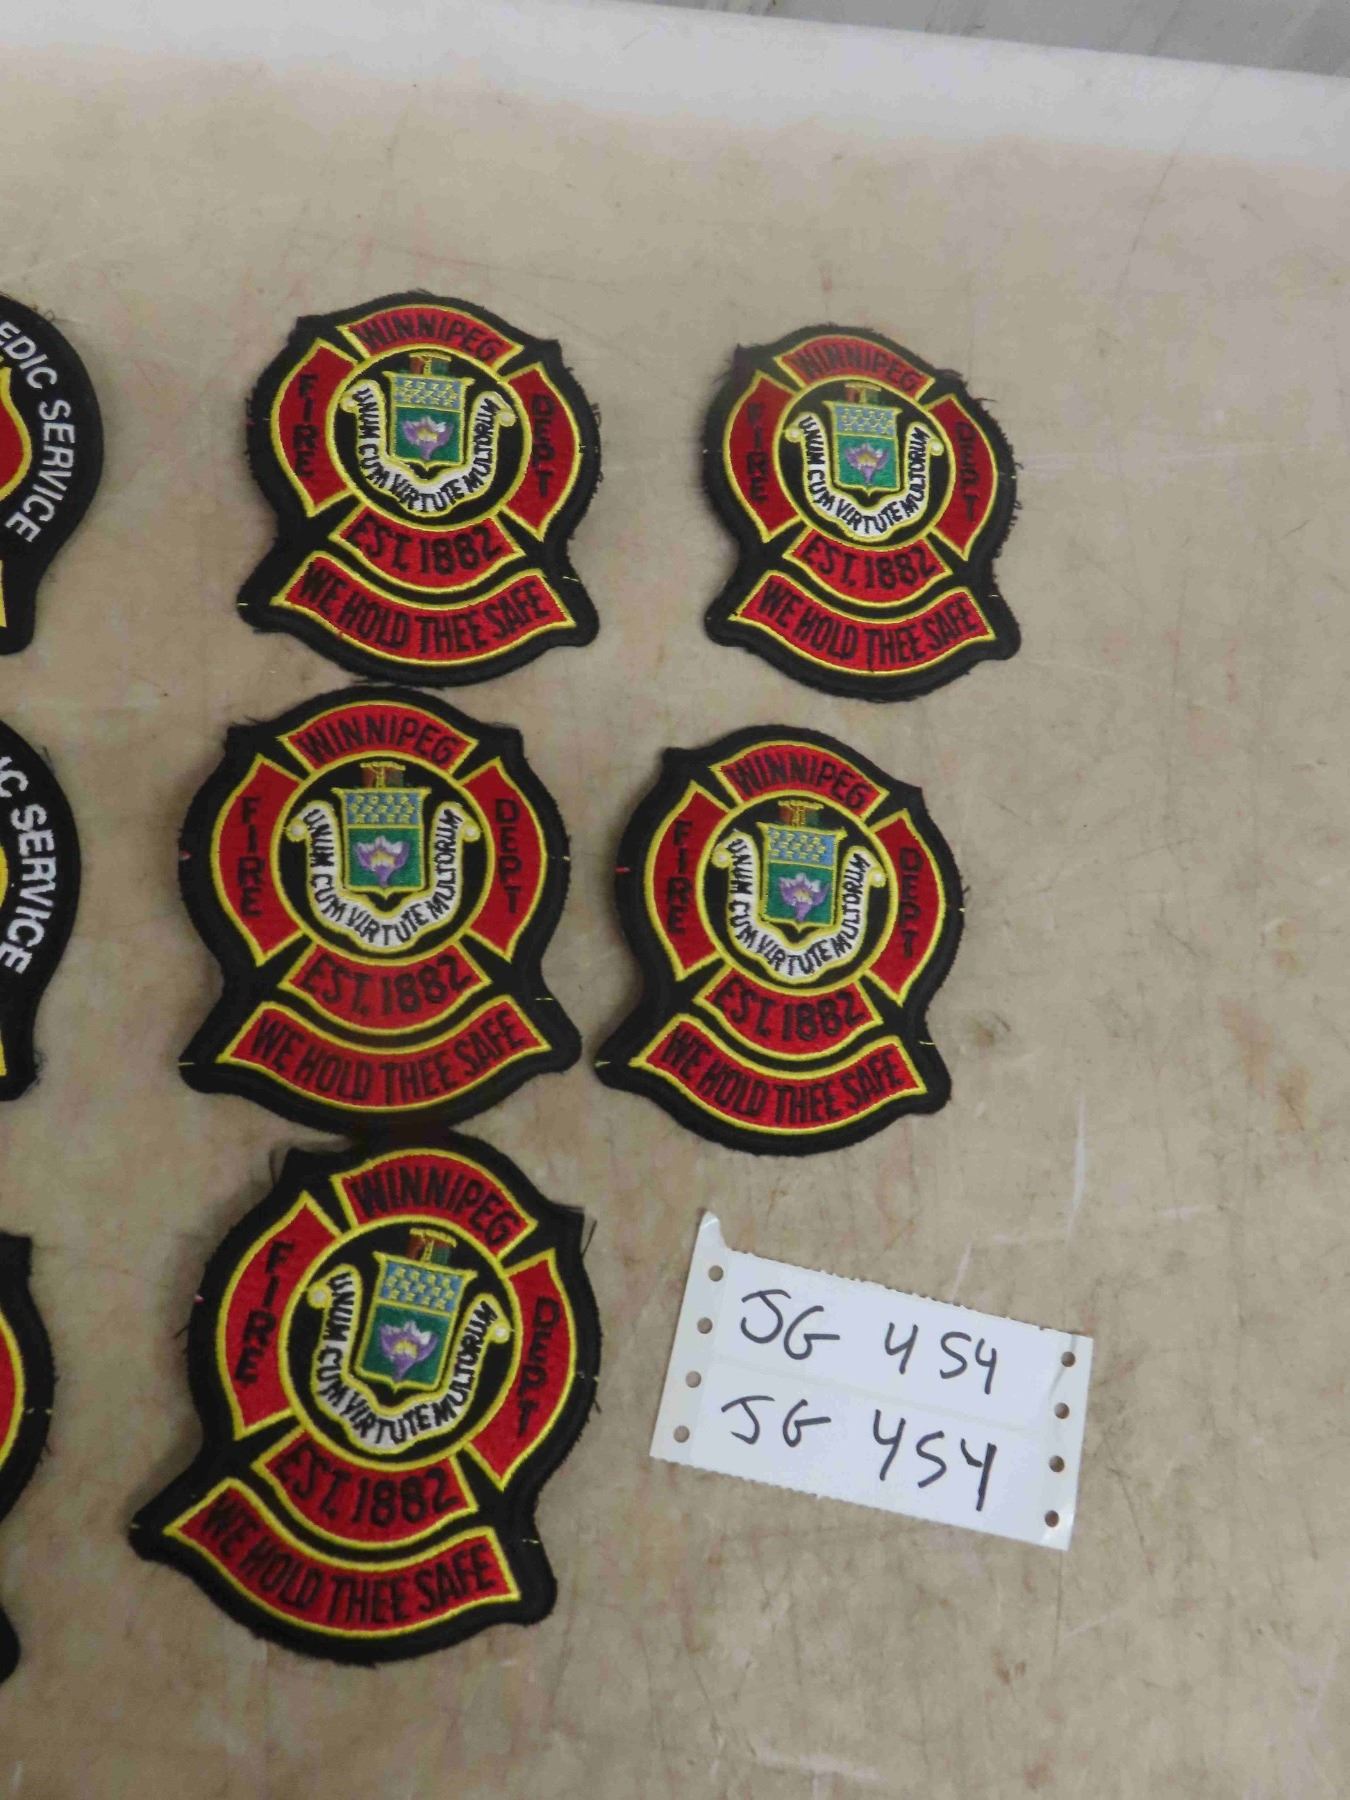 EDIC SERVICE
WINNIPEG
FIRE
DEPT
UNUM CUM VIRTUTE MULTORUM
EST. 1882
WE HOLD THEE SAFE
WINNIPEG
FIRE
DEPT
UNUM CUM VIRTUTE MULTORUM
EST. 1882
WE HOLD THEE SAFE
IC SERVICE
WINNIPEG
FIRE
DEPT
UNUM CUM VIRTUTE MULTORUM
EST. 1882
WE HOLD THEE SAFE
WINNIPEG
FIRE
DEPT
UNUM CUM VIRTUTE MULTORUM
EST. 1882
WE HOLD THEE SAFE
WINNIPEG
FIRE
DEPT
UNUM CUM VIRTUTE MULTORUM
EST. 1882
WE HOLD THEE SAFE
JG 454
JG 454